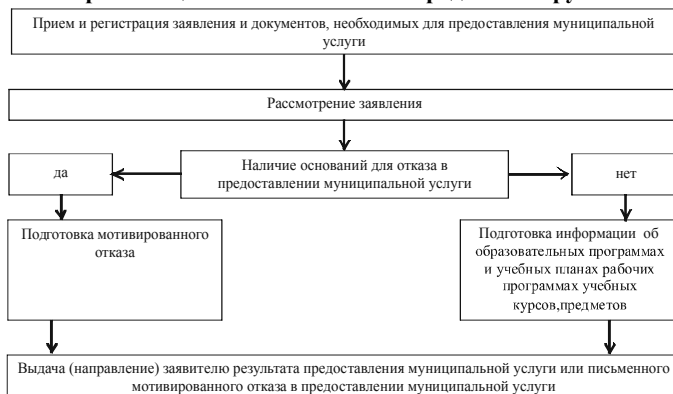 Прием и регистрация заявления и документов, необходимых для предоставления муниципальной
услуги
Рассмотрение заявления
да
Наличие оснований для отказа в
предоставлении муниципальной услуги
нет
Подготовка мотивированного
отказа
Подготовка информации об
образовательных программах
и учебных планах рабочих
программах учебных
курсов,предметов
Выдача (направление) заявителю результата предоставления муниципальной услуги или письменного
мотивированного отказа в предоставлении муниципальной услуги